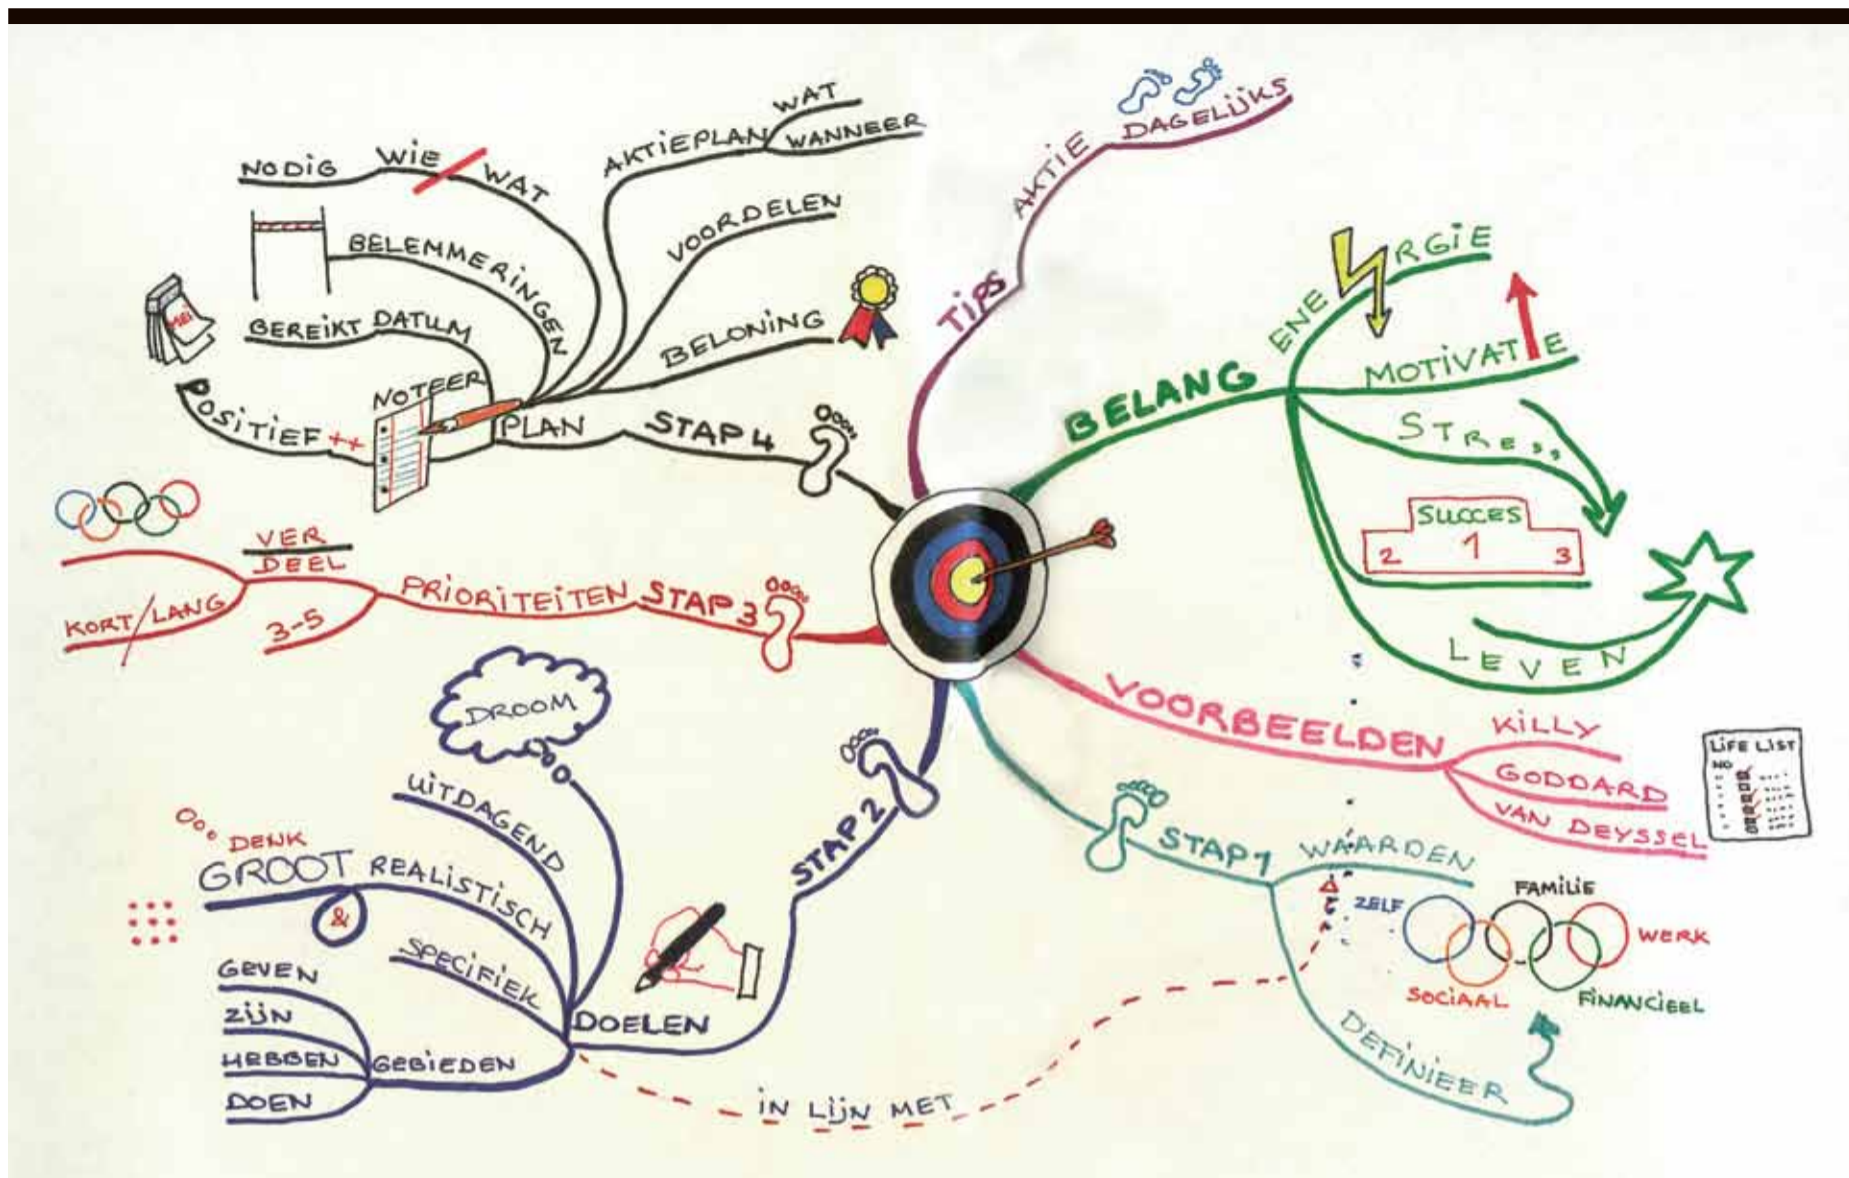 TIPS
AKTIE
DAGELIJKS
BELANG
ENE RGIE
MOTIVATIE
STRESS
SUCCES
2 1 3
LEVEN
VOORBEELDEN
KILLY
GODDARD
VAN DEYSSEL
LIFE LIST
NO
STAP 1
WAARDEN
ZELF
FAMILIE
WERK
SOCIAAL
FINANCIEEL
DEFINIEER
IN LIJN MET
STAP 2
DOELEN
DROOM
UITDAGEND
REALISTISCH
&
DENK
GROOT
SPECIFIEK
GEBIEDEN
GEVEN
ZIJN
HEBBEN
DOEN
STAP 3
PRIORITEITEN
VER
DEEL
3-5
KORT/LANG
STAP 4
PLAN
NOTEER
POSITIEF ++
BEREIKT DATUM
MEI
BELEMMERINGEN
NODIG WIE / WAT
AKTIEPLAN
WAT
WANNEER
VOORDELEN
BELONING